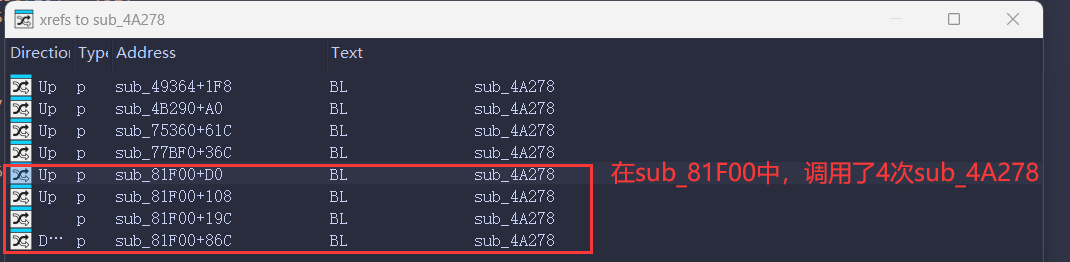 xrefs to sub_4A278
Direction Type Address Text
Up p sub_49364+1F8 BL sub_4A278
Up p sub_4B290+A0 BL sub_4A278
Up p sub_75360+61C BL sub_4A278
Up p sub_77BF0+36C BL sub_4A278
Up p sub_81F00+D0 BL sub_4A278
在sub_81F00中，调用了4次sub_4A278
Up p sub_81F00+108 BL sub_4A278
p sub_81F00+19C BL sub_4A278
D… p sub_81F00+86C BL sub_4A278